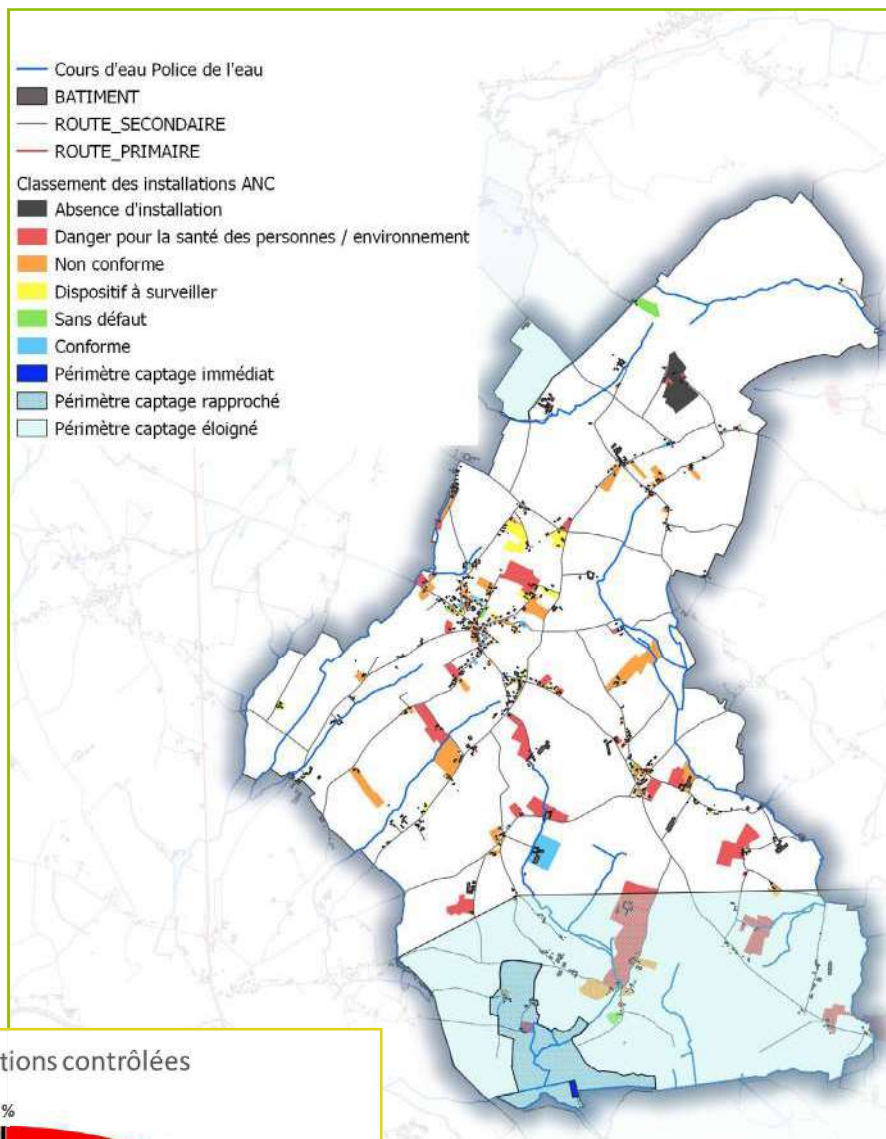 Cours d'eau Police de l'eau
BATIMENT
ROUTE_SECONDAIRE
ROUTE_PRIMAIRE
Classement des installations ANC
Absence d'installation
Danger pour la santé des personnes / environnement
Non conforme
Dispositif à surveiller
Sans défaut
Conforme
Périmètre captage immédiat
Périmètre captage rapproché
Périmètre captage éloigné
tions contrôlées
%